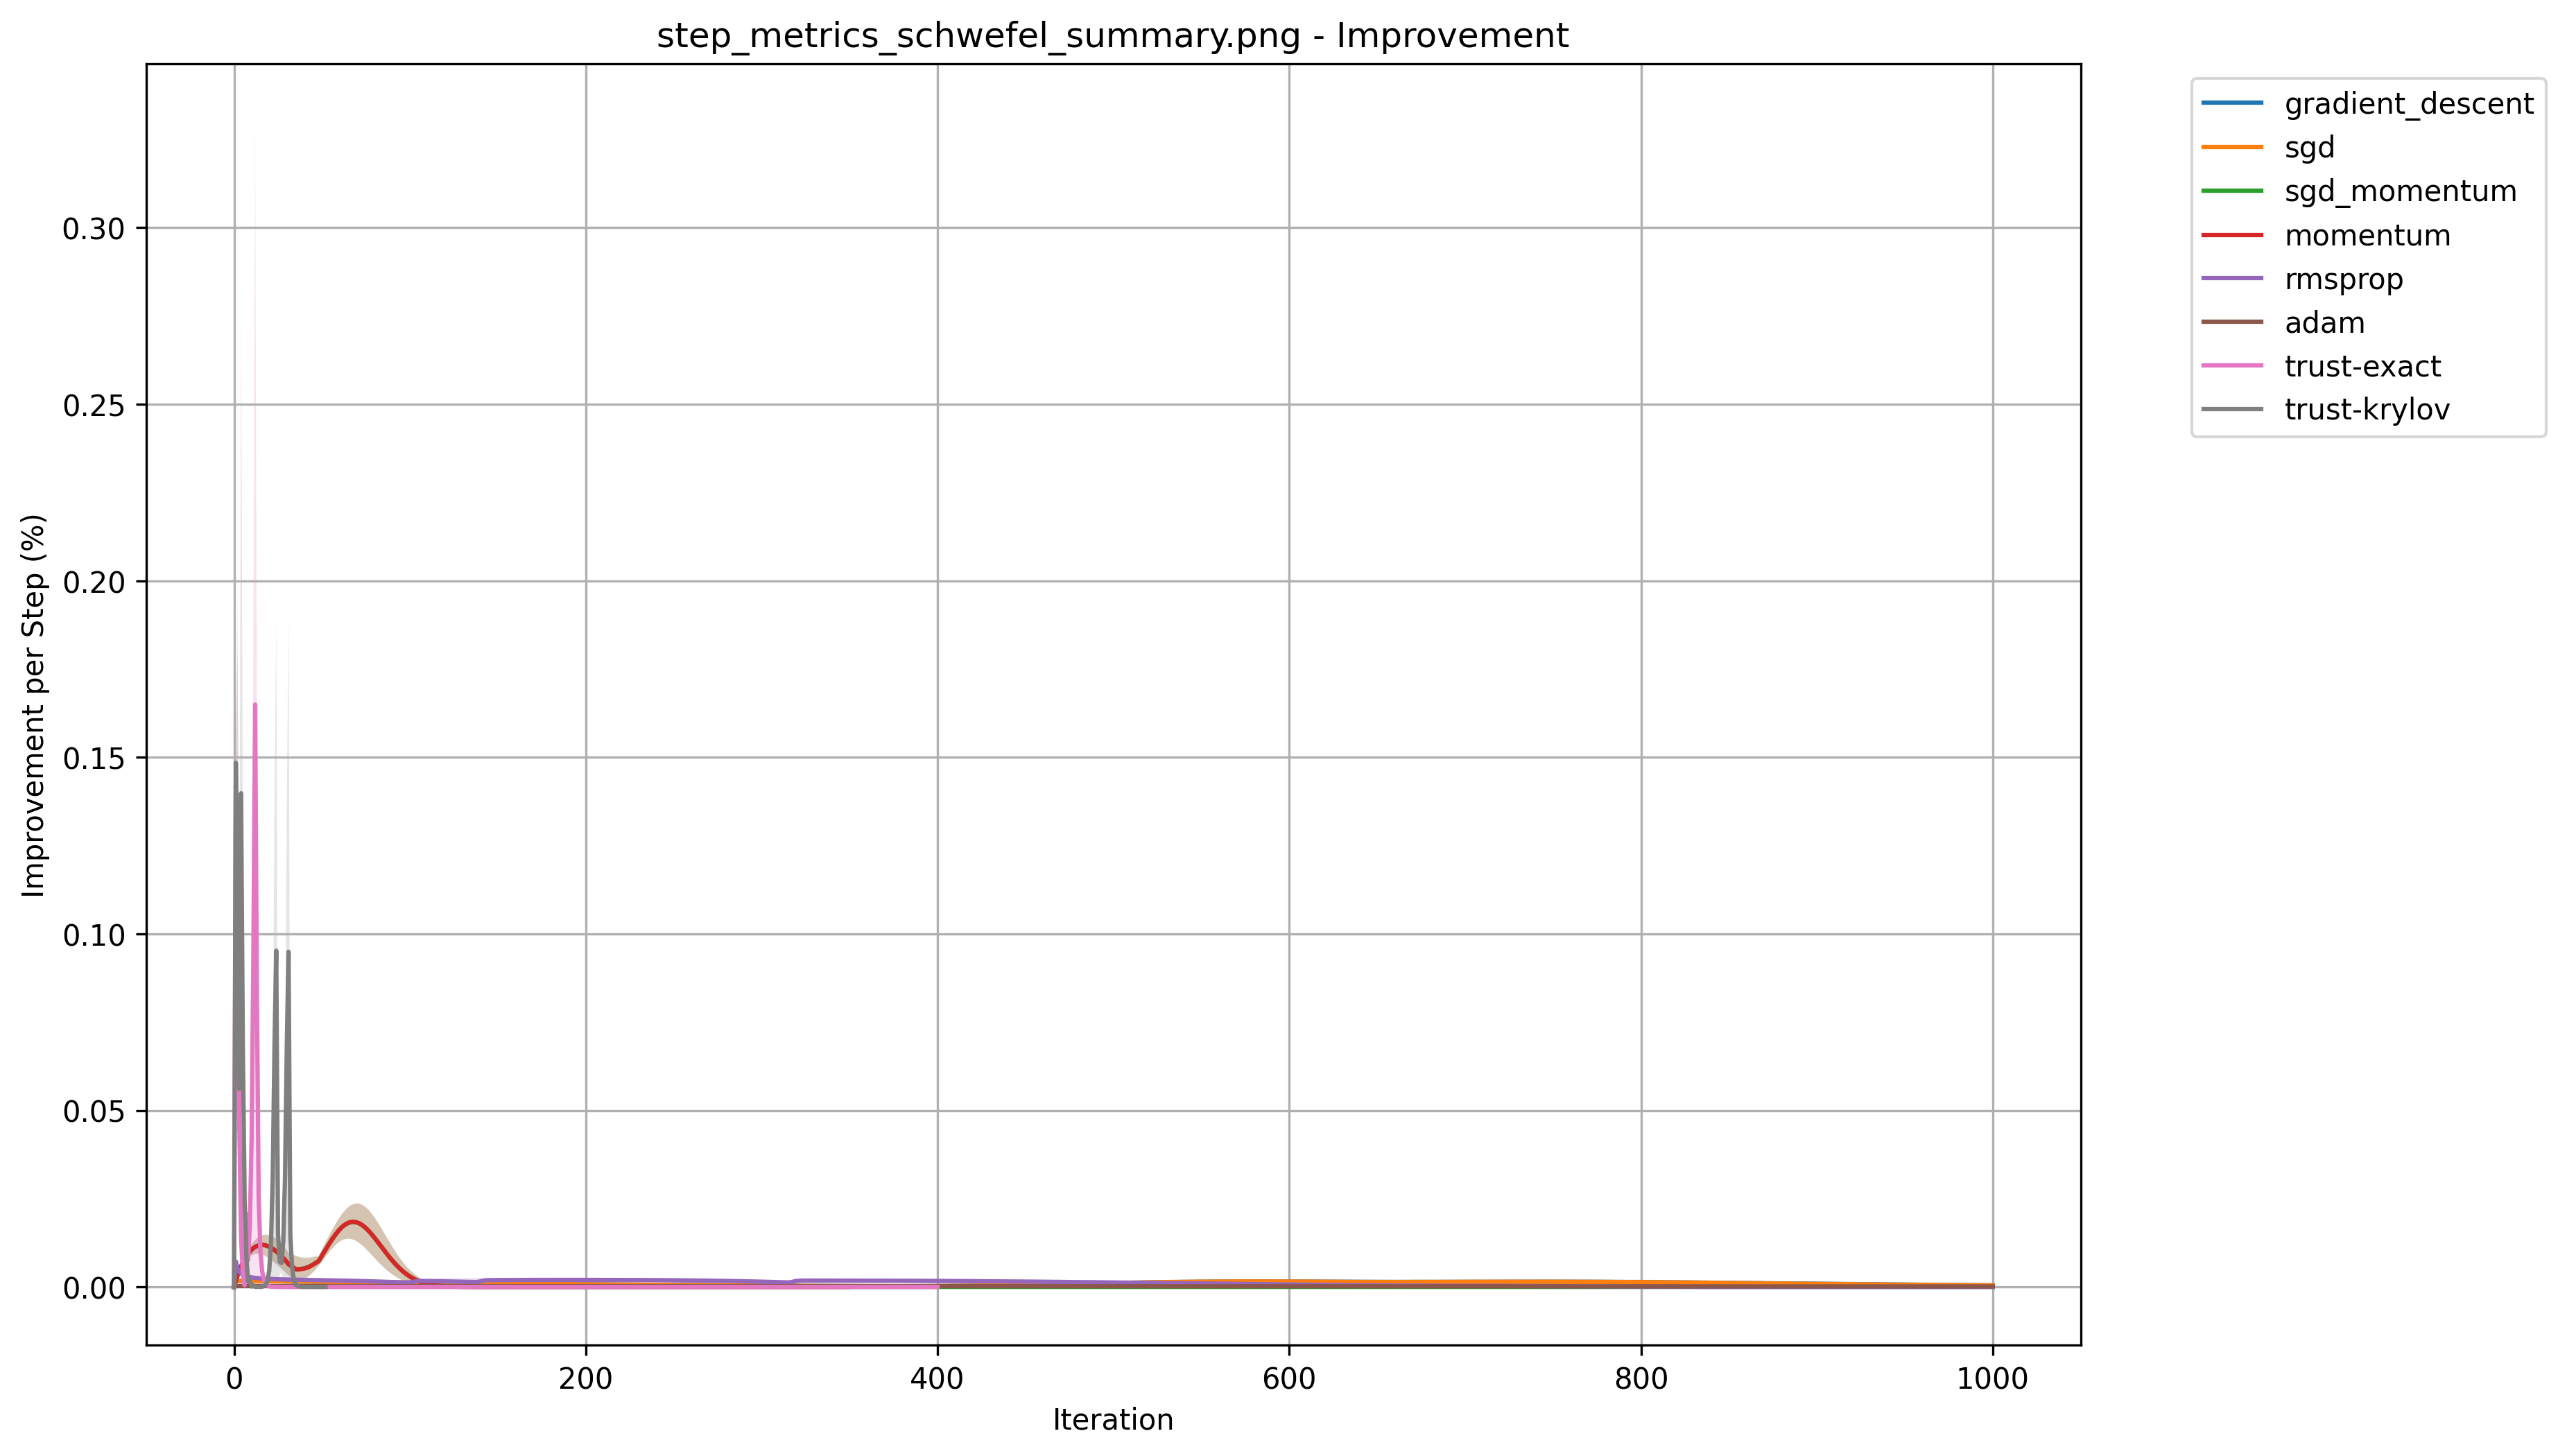 step_metrics_schwefel_summary.png - Improvement
gradient_descent
sgd
sgd_momentum
momentum
rmsprop
adam
trust-exact
trust-krylov
0.30
0.25
0.20
0.15
0.10
0.05
0.00
Improvement per Step (%)
0 200 400 600 800 1000
Iteration